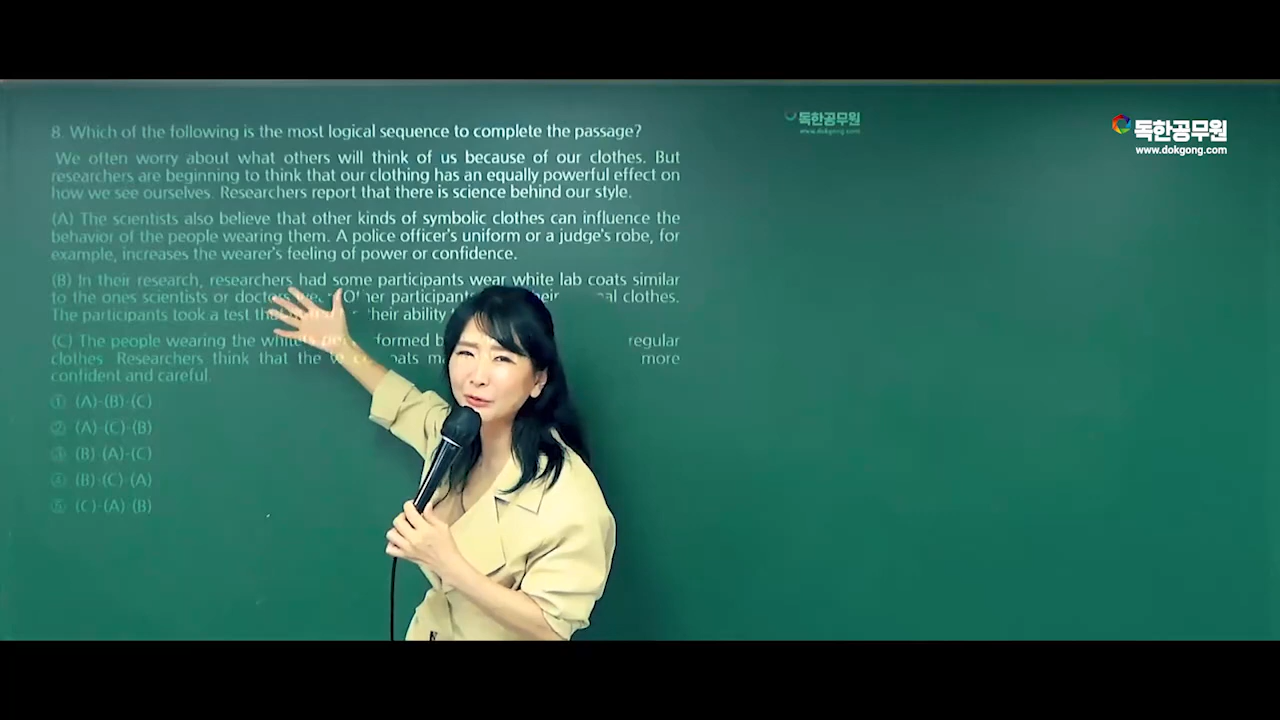 독한공무원
www.dokgong.com
독한공무원
www.dokgong.com
8. Which of the following is the most logical sequence to complete the passage?
We often worry about what others will think of us because of our clothes. But
researchers are beginning to think that our clothing has an equally powerful effect on
how we see ourselves. Researchers report that there is science behind our style.
(A) The scientists also believe that other kinds of symbolic clothes can influence the
behavior of the people wearing them. A police officer's uniform or a judge's robe, for
example, increases the wearer's feeling of power or confidence.
(B) In their research, researchers had some participants wear white lab coats similar
to the ones scientists or doctors Other participants clothes.
The participants took a test their ability
(C) The people wearing the regular
clothes. Researchers think that the more
confident and careful.
① (A)-(B)-(C)
② (A)-(C)-(B)
③ (B)-(A)-(C)
④ (B)-(C)-(A)
⑤ (C)-(A)-(B)